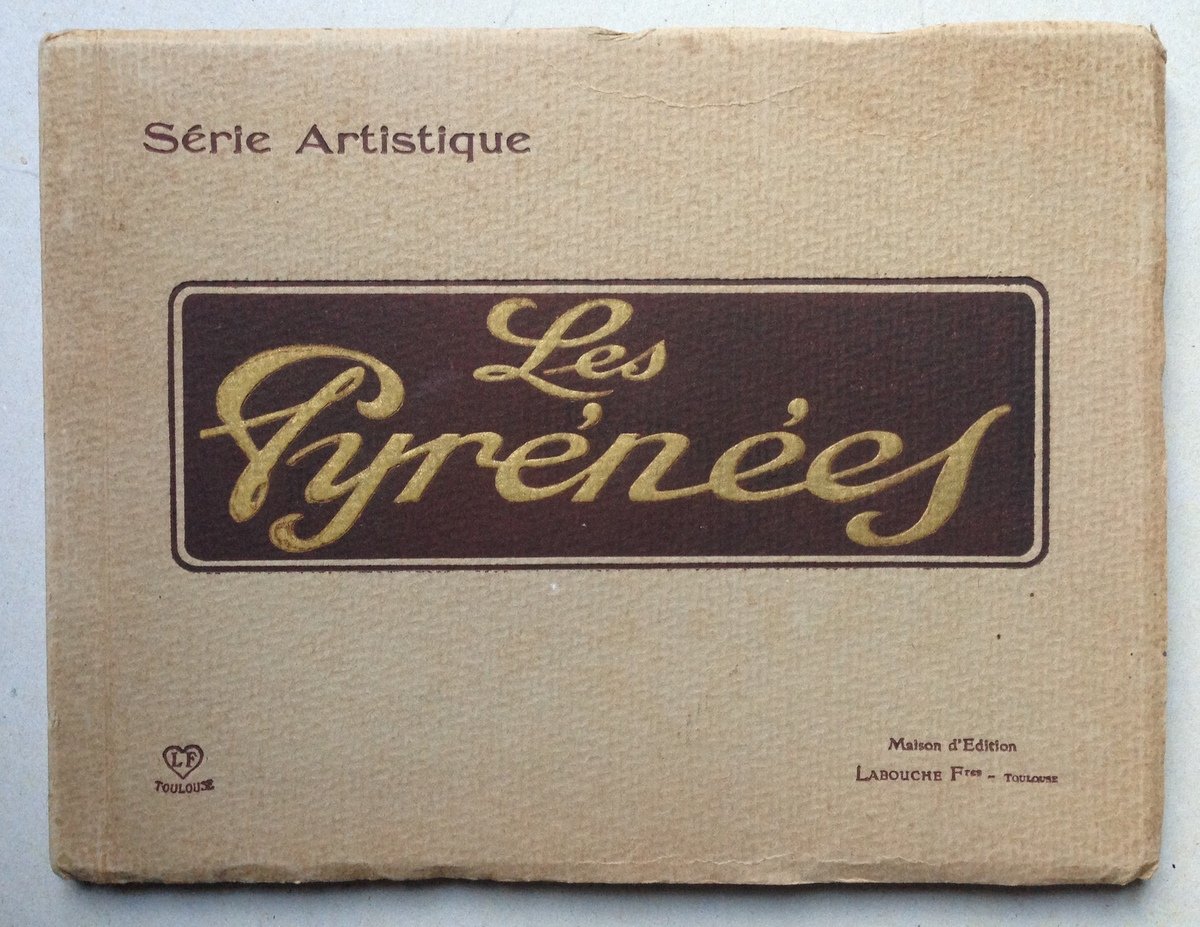 Série Artistique
Les
Pyrénées
LF
TOULOUSE
Maison d'Edition
LABOUCHE Fres - TOULOUSE